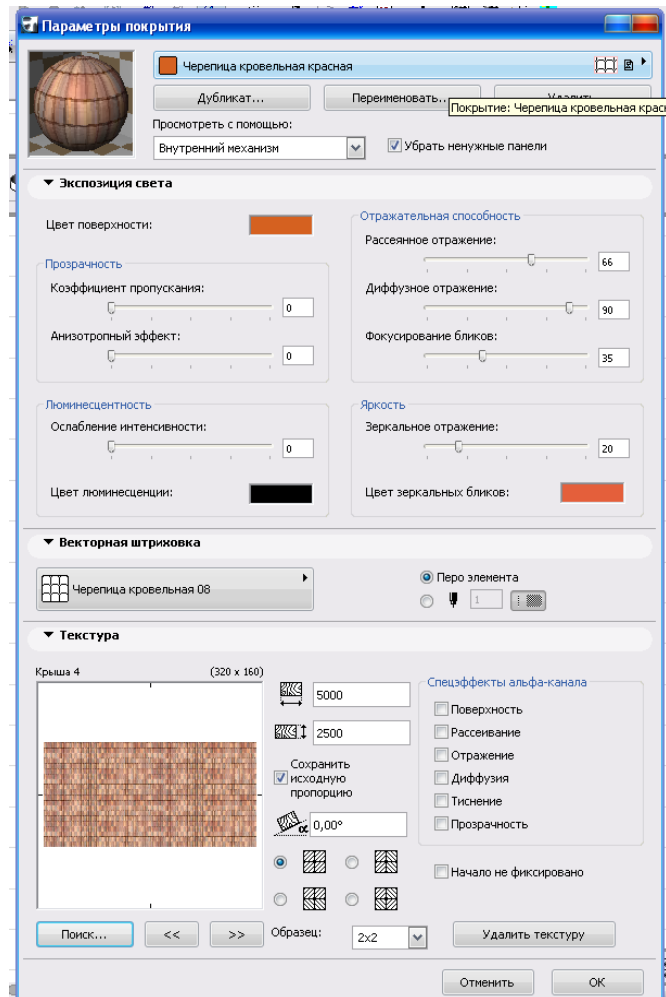 Параметры покрытия
Черепица кровельная красная
Дубликат...
Переименовать...
Покрытие: Черепица кровельная
Просмотреть с помощью:
Внутренний механизм
Убрать ненужные панели
Экспозиция света
Цвет поверхности:
Прозрачность
Коэффициент пропускания:
0
Анизотропный эффект:
0
Отражательная способность
Рассеянное отражение:
66
Диффузное отражение:
90
Фокусирование бликов:
35
Люминесцентность
Ослабление интенсивности:
0
Цвет люминесценции:
Яркость
Зеркальное отражение:
20
Цвет зеркальных бликов:
Векторная штриховка
Черепица кровельная 08
Перо элемента
1
Текстура
Крыша 4
(320 x 160)
5000
2500
Сохранить
исходную
пропорцию
α
0,00°
Спецэффекты альфа-канала
Поверхность
Рассеивание
Отражение
Диффузия
Тиснение
Прозрачность
Начало не фиксировано
Поиск...
<<
>>
Образец:
2x2
Удалить текстуру
Отменить
OK